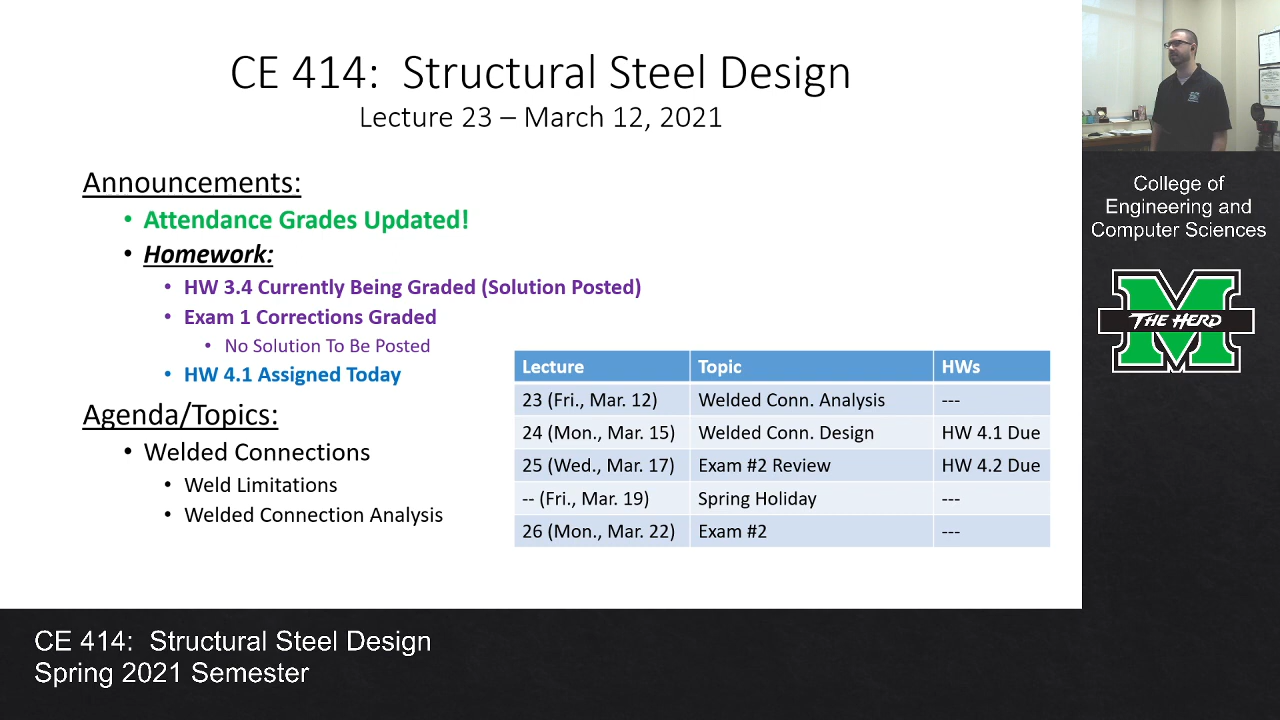 CE 414: Structural Steel Design
Lecture 23 – March 12, 2021
Announcements:
• Attendance Grades Updated!
• Homework:
• HW 3.4 Currently Being Graded (Solution Posted)
• Exam 1 Corrections Graded
• No Solution To Be Posted
• HW 4.1 Assigned Today
Agenda/Topics:
• Welded Connections
• Weld Limitations
• Welded Connection Analysis
Lecture Topic HWs
23 (Fri., Mar. 12) Welded Conn. Analysis ---
24 (Mon., Mar. 15) Welded Conn. Design HW 4.1 Due
25 (Wed., Mar. 17) Exam #2 Review HW 4.2 Due
-- (Fri., Mar. 19) Spring Holiday ---
26 (Mon., Mar. 22) Exam #2 ---
College of
Engineering and
Computer Sciences
M
THE HERD
CE 414: Structural Steel Design
Spring 2021 Semester